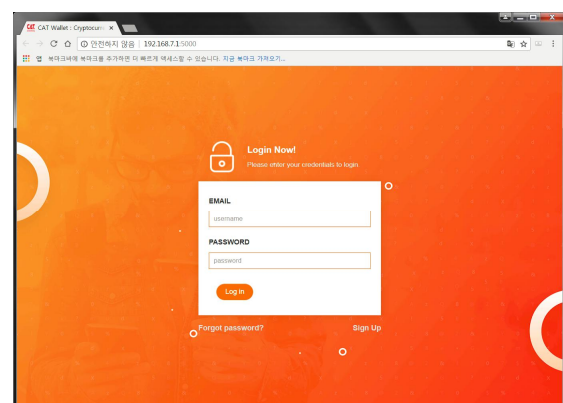 CAT Wallet : Cryptocurre
안전하지 않음 | 192.168.7.1:5000
앱 북마크바에 북마크를 추가하면 더 빠르게 액세스할 수 있습니다. 지금 북마크 가져오기...
Login Now!
Please enter your credentials to login.
EMAIL
username
PASSWORD
password
Log in
Forgot password? Sign Up